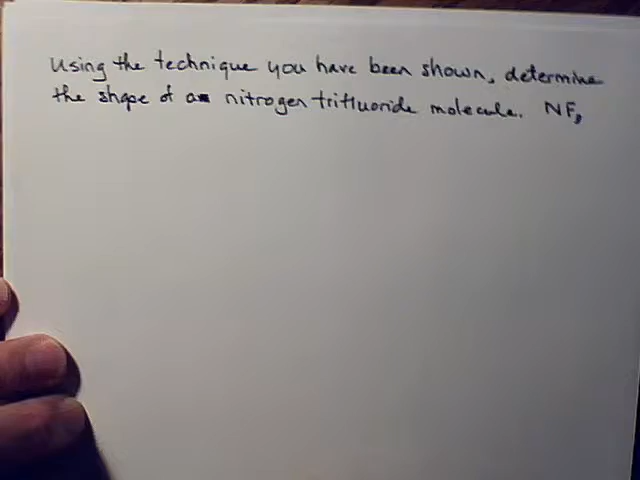 Using the technique you have been shown, determine
the shape of a nitrogen trifluoride molecule. NF₃